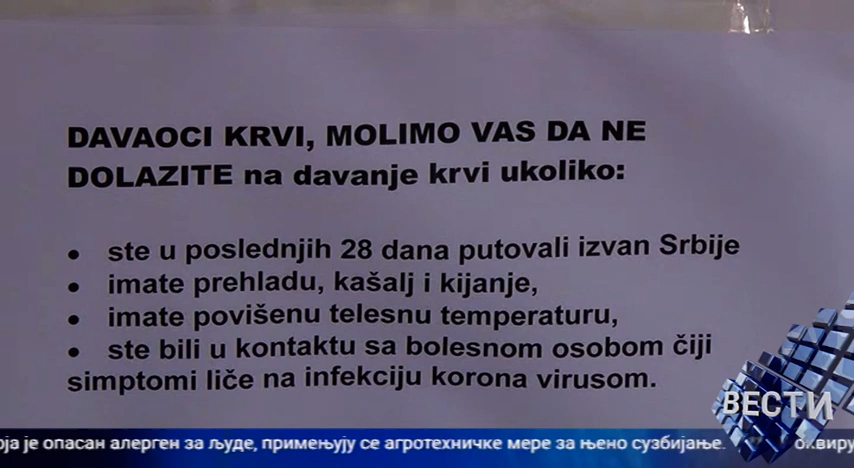 DAVAOCI KRVI, MOLIMO VAS DA NE
DOLAZITE na davanje krvi ukoliko:
• ste u poslednjih 28 dana putovali izvan Srbije
• imate prehladu, kašalj i kijanje,
• imate povišenu telesnu temperaturu,
• ste bili u kontaktu sa bolesnom osobom čiji
simptomi liče na infekciju korona virusom.
ВЕСТИ
је опасан алерген за људе, примењују се агротехничке мере за њено сузбијање.